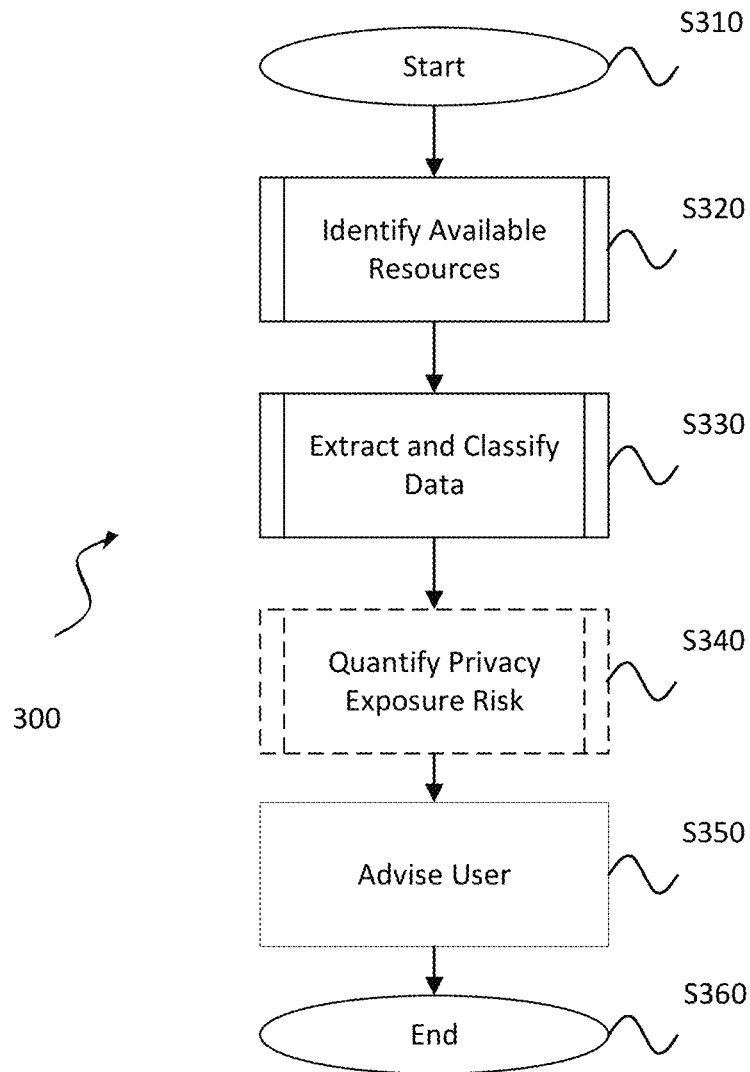 S310
Start
S320
Identify Available
Resources
S330
Extract and Classify
Data
S340
Quantify Privacy
Exposure Risk
300
S350
Advise User
S360
End